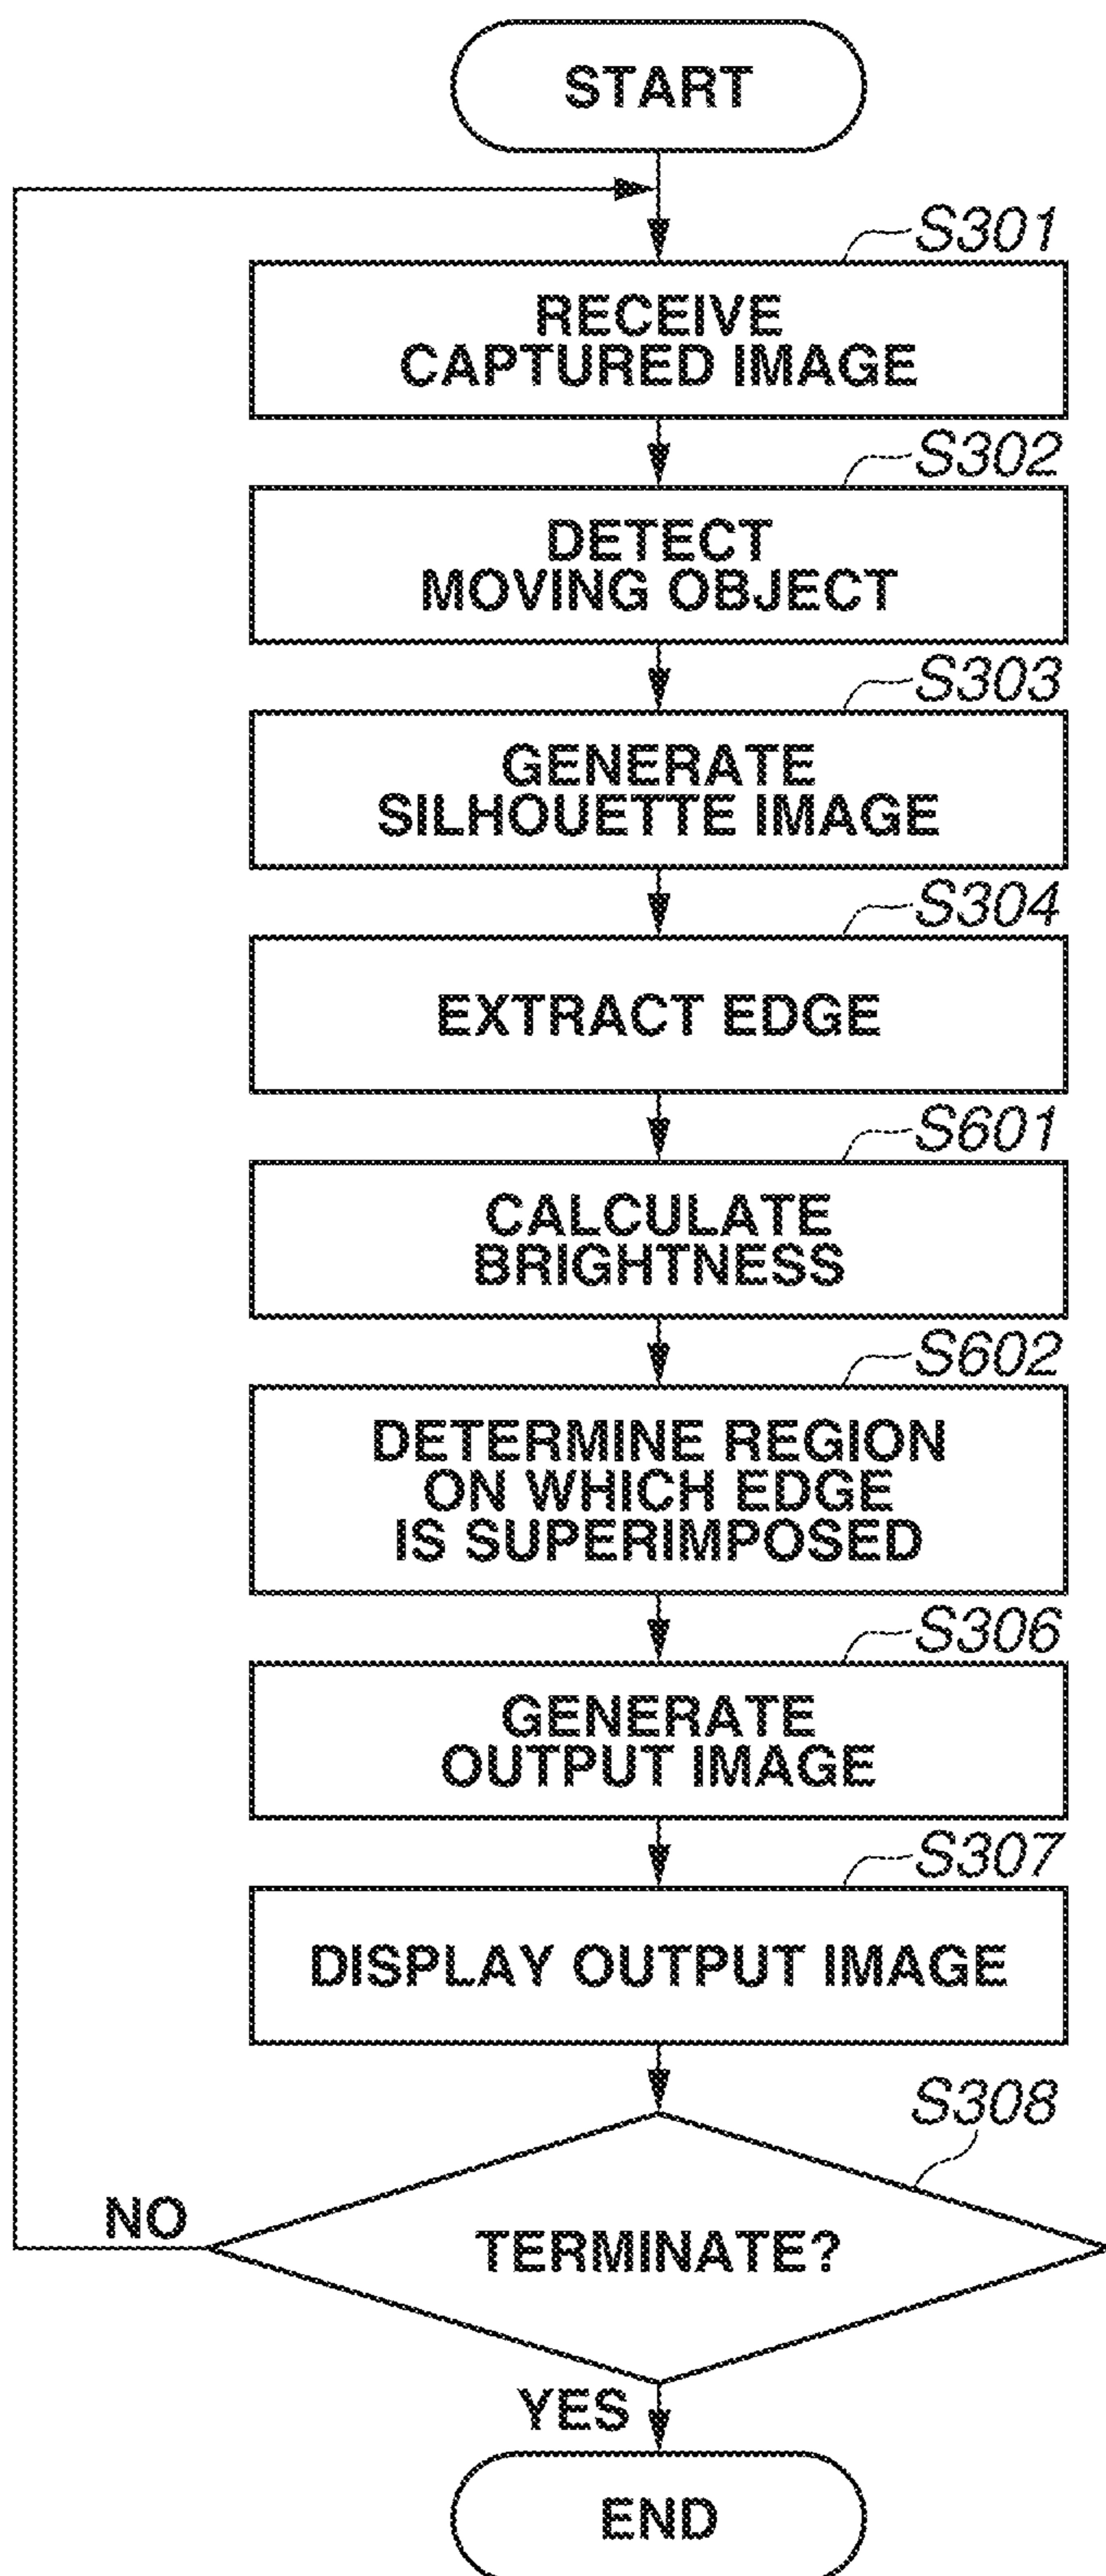 START
S301
RECEIVE
CAPTURED IMAGE
S302
DETECT
MOVING OBJECT
S303
GENERATE
SILHOUETTE IMAGE
S304
EXTRACT EDGE
S601
CALCULATE
BRIGHTNESS
S602
DETERMINE REGION
ON WHICH EDGE
IS SUPERIMPOSED
S306
GENERATE
OUTPUT IMAGE
S307
DISPLAY OUTPUT IMAGE
S308
NO
TERMINATE?
YES
END